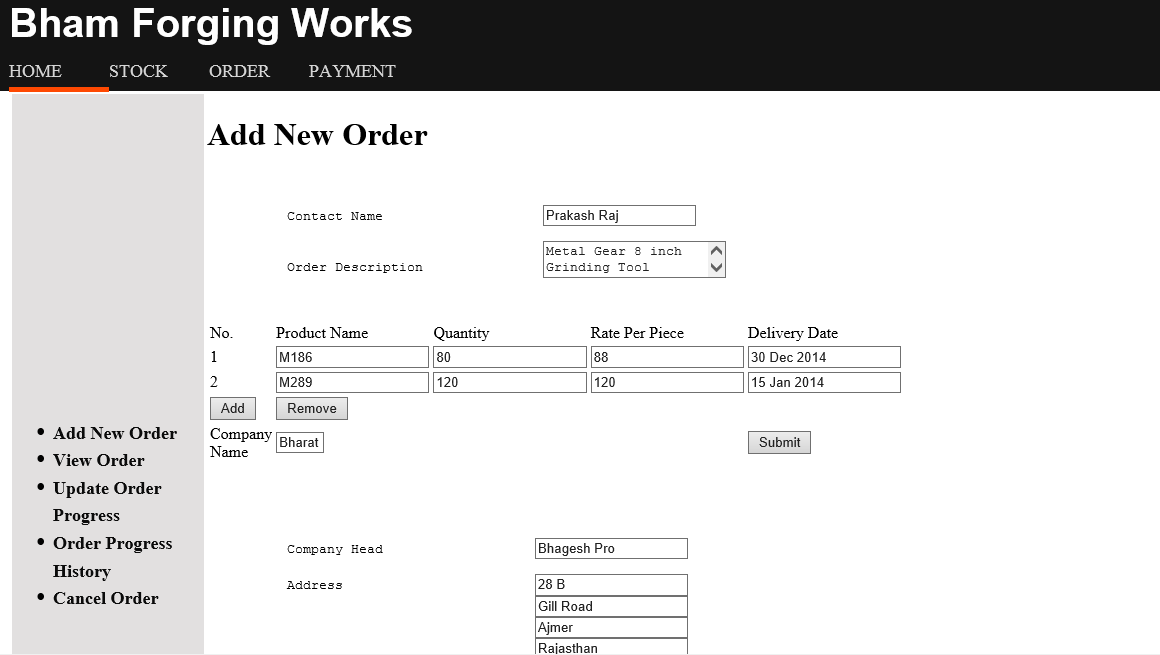 Bham Forging Works
HOME STOCK ORDER PAYMENT
Add New Order
Contact Name Prakash Raj
Order Description Metal Gear 8 inch
Grinding Tool
No. Product Name Quantity Rate Per Piece Delivery Date
1 M186 80 88 30 Dec 2014
2 M289 120 120 15 Jan 2014
Add Remove
Company
Name Bharat Submit
Company Head Bhagesh Pro
Address 28 B
Gill Road
Ajmer
Rajasthan
Add New Order
View Order
Update Order
Progress
Order Progress
History
Cancel Order